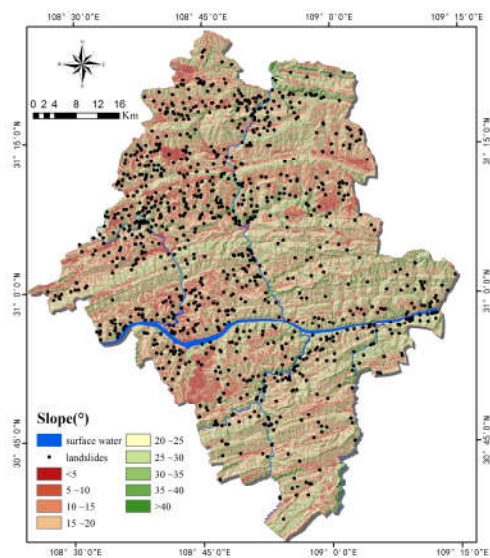 108° 30'0"E 108° 45'0"E 109° 0'0"E 109° 15'0"E
N
W E
S
0 2 4 8 12 16
Km
31° 15'0"N 31° 15'0"N
31° 0'0"N 31° 0'0"N
30° 45'0"N 30° 45'0"N
Slope(°)
surface water
landslides
<5
5 ~10
10 ~15
15 ~20
20 ~25
25 ~30
30 ~35
35 ~40
>40
108° 30'0"E 108° 45'0"E 109° 0'0"E 109° 15'0"E